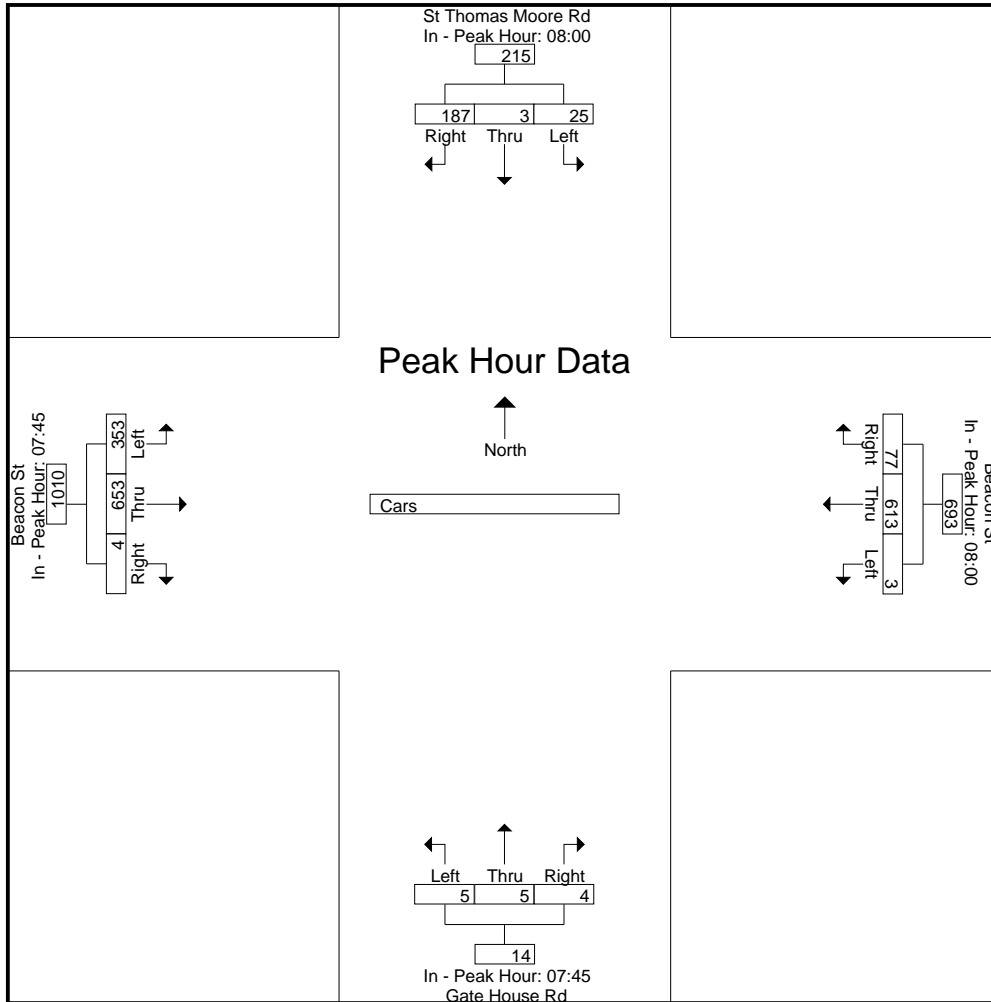 St Thomas Moore Rd
In - Peak Hour: 08:00
215
187 3 25
Right Thru Left
Peak Hour Data
North
Cars
Beacon St
In - Peak Hour: 07:45
1010
353 653 4
Left Thru Right
Beacon St
In - Peak Hour: 08:00
693
77 613 3
Right Thru Left
Left Thru Right
5 5 4
14
In - Peak Hour: 07:45
Gate House Rd